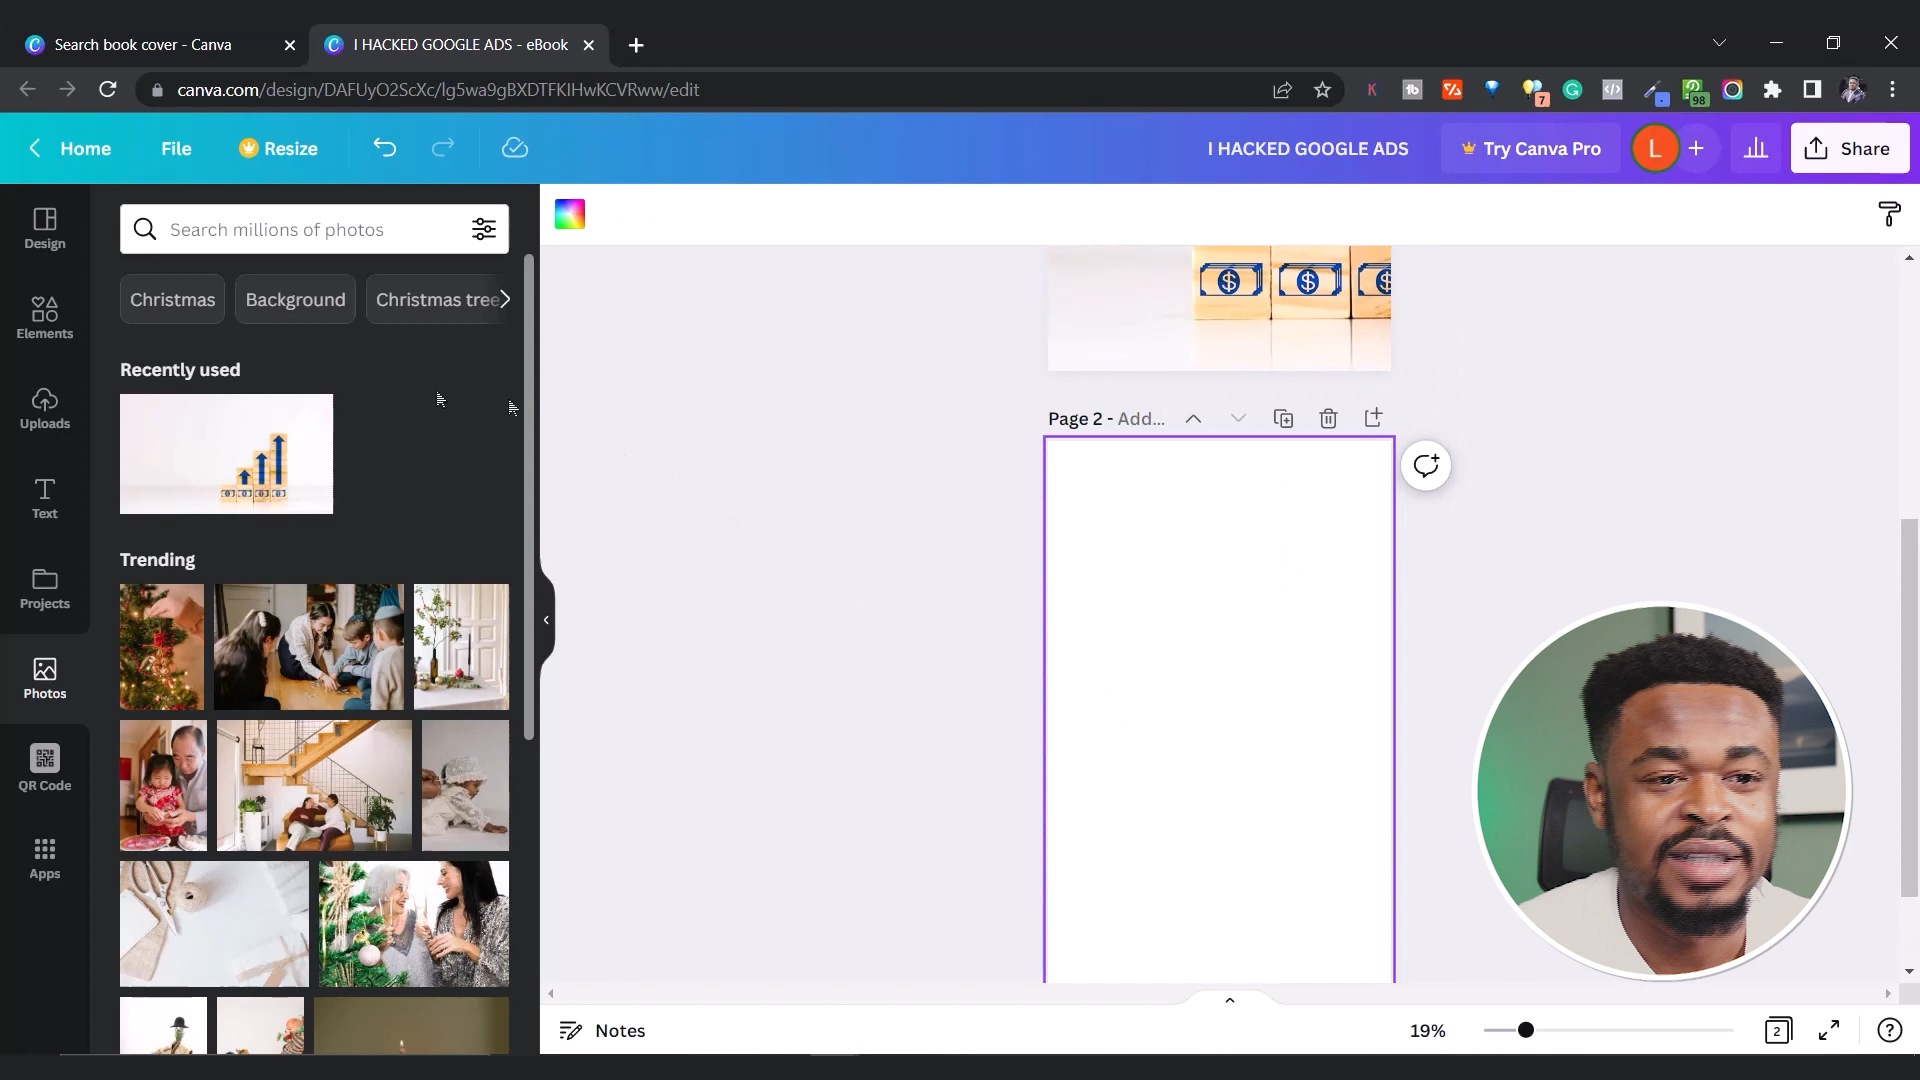 Search book cover - Canva
I HACKED GOOGLE ADS - eBook
canva.com/design/DAFUyO2ScXc/lg5wa9gBXDTFKIHwKCVRww/edit
7
98
Home
File
Resize
I HACKED GOOGLE ADS
Try Canva Pro
L
Share
Design
Elements
Uploads
Text
Projects
Photos
QR Code
Apps
Search millions of photos
Christmas
Background
Christmas tree
Recently used
Trending
$ $ $
Page 2 - Add...
Notes
19%
2